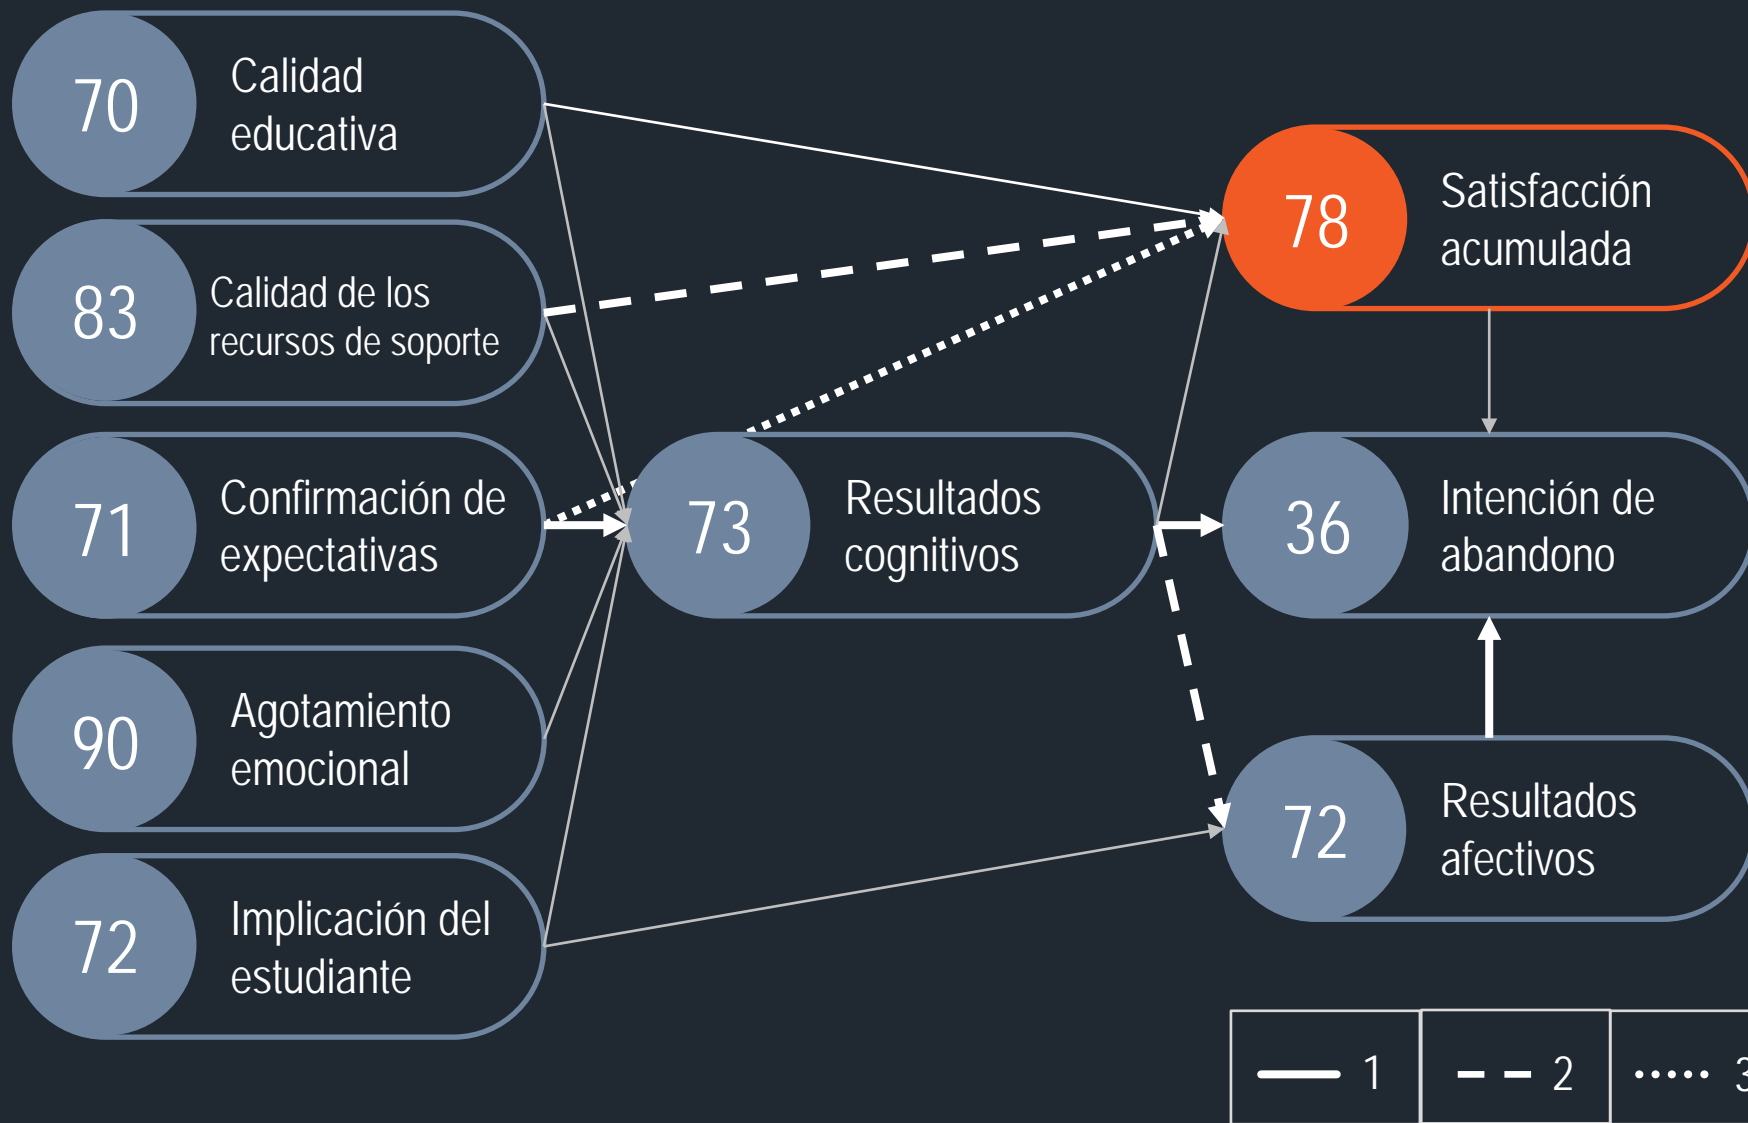 70
Calidad
educativa
83
Calidad de los
recursos de soporte
71
Confirmación de
expectativas
90
Agotamiento
emocional
72
Implicación del
estudiante
73
Resultados
cognitivos
78
Satisfacción
acumulada
36
Intención de
abandono
72
Resultados
afectivos
1
2
3